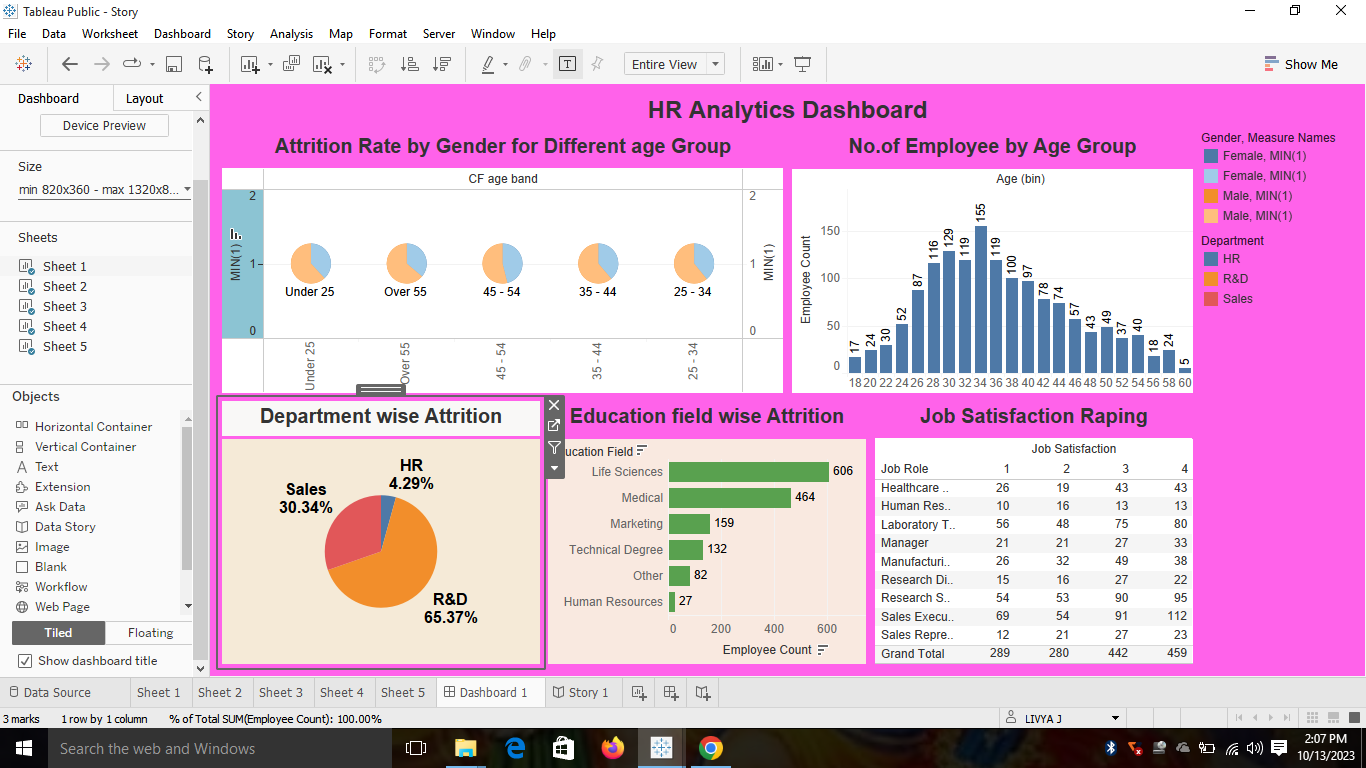 Tableau Public - Story
File Data Worksheet Dashboard Story Analysis Map Format Server Window Help
Entire View
Show Me
Dashboard Layout
Device Preview
Size
min 820x360 - max 1320x8...
Sheets
Sheet 1
Sheet 2
Sheet 3
Sheet 4
Sheet 5
Objects
Horizontal Container
Vertical Container
Text
Extension
Ask Data
Data Story
Image
Blank
Workflow
Web Page
Tiled Floating
Show dashboard title
HR Analytics Dashboard
Attrition Rate by Gender for Different age Group
CF age band
2
1
0
MIN(1)
Under 25 Over 55 45 - 54 35 - 44 25 - 34
2
1
0
MIN(1)
Under 25 Over 55 45 - 54 35 - 44 25 - 34
No.of Employee by Age Group
Age (bin)
Employee Count
150
100
50
0
17 24 30 52 87 116 129 119 155 119 100 97 78 74 57 43 49 37 40 18 24 5
18 20 22 24 26 28 30 32 34 36 38 40 42 44 46 48 50 52 54 56 58 60
Gender, Measure Names
Female, MIN(1)
Female, MIN(1)
Male, MIN(1)
Male, MIN(1)
Department
HR
R&D
Sales
Department wise Attrition
HR
4.29%
Sales
30.34%
R&D
65.37%
Education field wise Attrition
ucation Field
Life Sciences 606
Medical 464
Marketing 159
Technical Degree 132
Other 82
Human Resources 27
0 200 400 600
Employee Count
Job Satisfaction Raping
Job Satisfaction
Job Role 1 2 3 4
Healthcare .. 26 19 43 43
Human Res.. 10 16 13 13
Laboratory T.. 56 48 75 80
Manager 21 21 27 33
Manufacturi.. 26 32 49 38
Research Di.. 15 16 27 22
Research S.. 54 53 90 95
Sales Execu.. 69 54 91 112
Sales Repre.. 12 21 27 23
Grand Total 289 280 442 459
Data Source Sheet 1 Sheet 2 Sheet 3 Sheet 4 Sheet 5 Dashboard 1 Story 1
3 marks 1 row by 1 column % of Total SUM(Employee Count): 100.00%
LIVYA J
Search the web and Windows
2:07 PM
10/13/2023